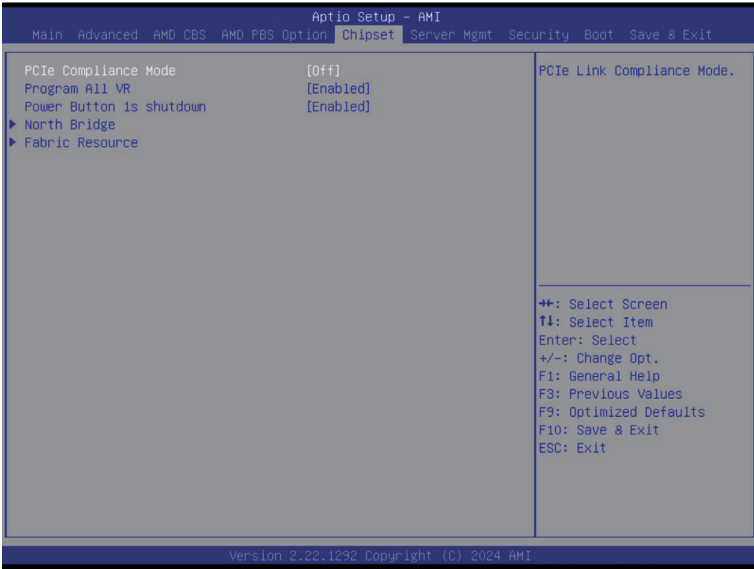 Aptio Setup – AMI
Main Advanced AMD CBS AMD PBS Option Chipset Server Mgmt Security Boot Save & Exit
PCIe Compliance Mode [Off]
Program All VR [Enabled]
Power Button 1s shutdown [Enabled]
North Bridge
Fabric Resource
PCIe Link Compliance Mode.
→←: Select Screen
↑↓: Select Item
Enter: Select
+/-: Change Opt.
F1: General Help
F3: Previous Values
F9: Optimized Defaults
F10: Save & Exit
ESC: Exit
Version 2.22.1292 Copyright (C) 2024 AMI